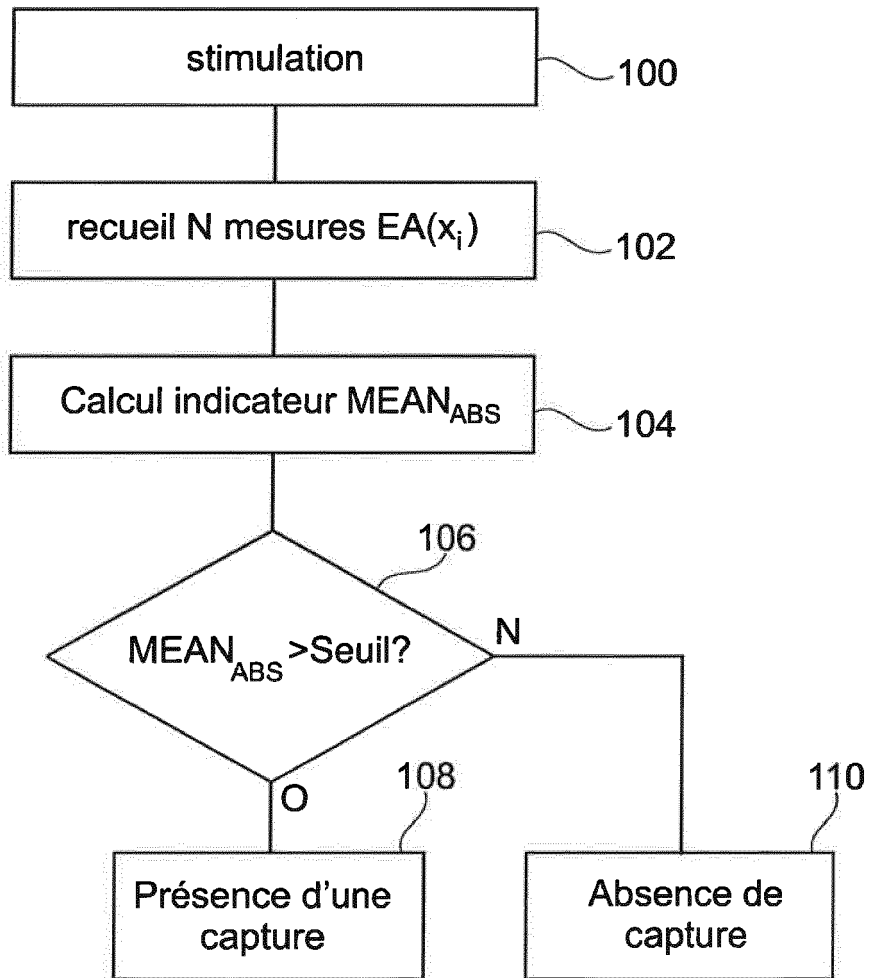 stimulation
100
recueil N mesures EA(xᵢ)
102
Calcul indicateur MEAN_ABS
104
106
MEAN_ABS >Seuil?
N
O
108
110
Présence d'une
capture
Absence de
capture